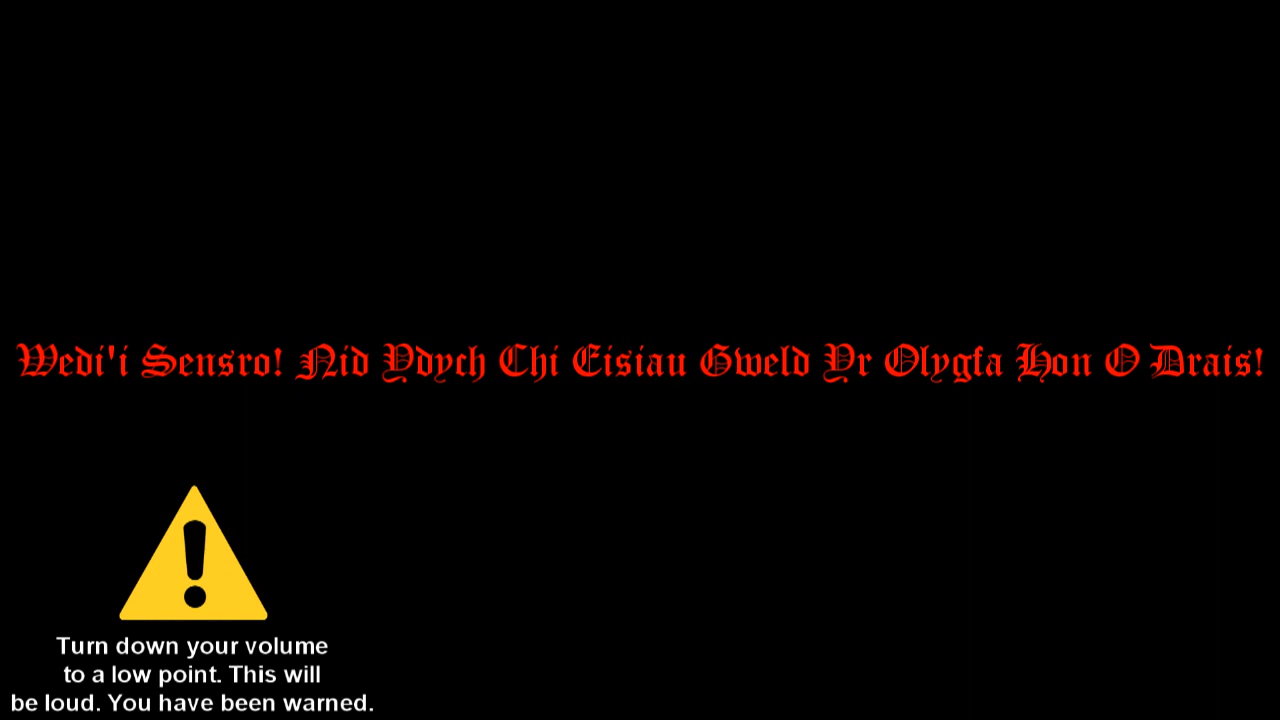 Wedi'i Sensro! Nid Ydych Chi Eisiau Gweld Yr Olygfa Hon O Drais!
Turn down your volume
to a low point. This will
be loud. You have been warned.